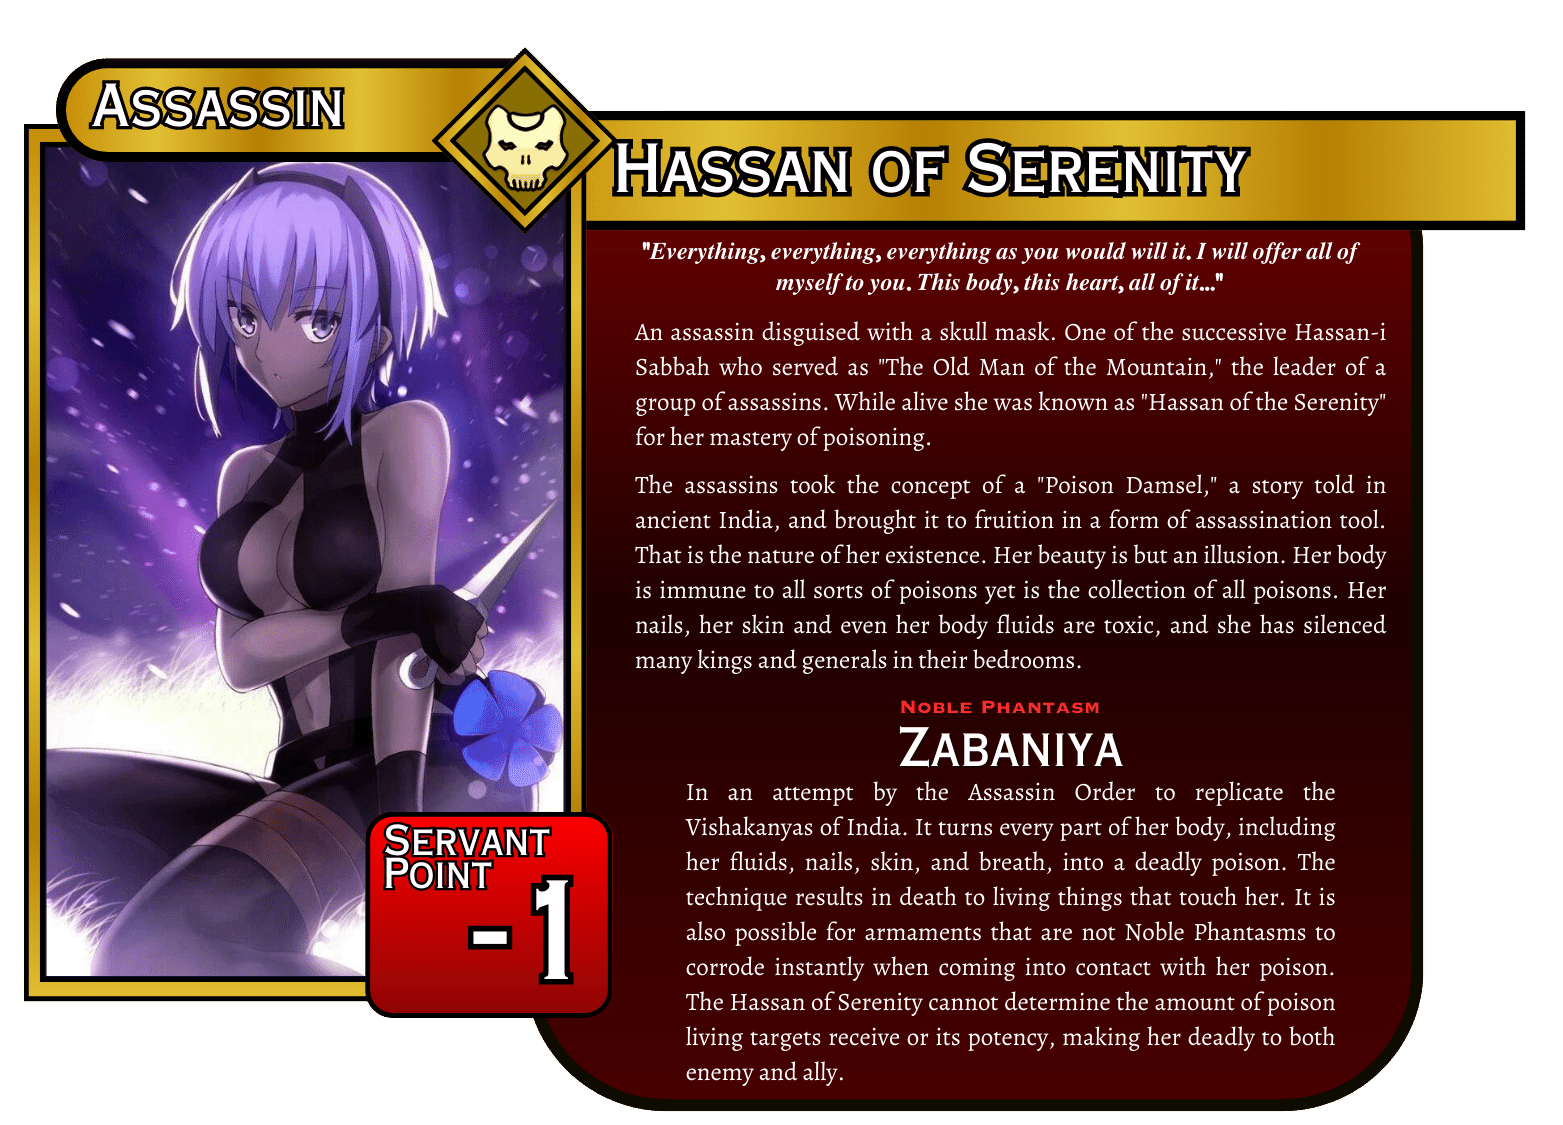 Assassin
Hassan of Serenity
"Everything, everything, everything as you would will it. I will offer all of
myself to you. This body, this heart, all of it..."
An assassin disguised with a skull mask. One of the successive Hassan-i
Sabbah who served as "The Old Man of the Mountain," the leader of a
group of assassins. While alive she was known as "Hassan of the Serenity"
for her mastery of poisoning.
The assassins took the concept of a "Poison Damsel," a story told in
ancient India, and brought it to fruition in a form of assassination tool.
That is the nature of her existence. Her beauty is but an illusion. Her body
is immune to all sorts of poisons yet is the collection of all poisons. Her
nails, her skin and even her body fluids are toxic, and she has silenced
many kings and generals in their bedrooms.
Noble Phantasm
Zabaniya
In an attempt by the Assassin Order to replicate the
Vishakanyas of India. It turns every part of her body, including
her fluids, nails, skin, and breath, into a deadly poison. The
technique results in death to living things that touch her. It is
also possible for armaments that are not Noble Phantasms to
corrode instantly when coming into contact with her poison.
The Hassan of Serenity cannot determine the amount of poison
living targets receive or its potency, making her deadly to both
enemy and ally.
Servant
Point
-1